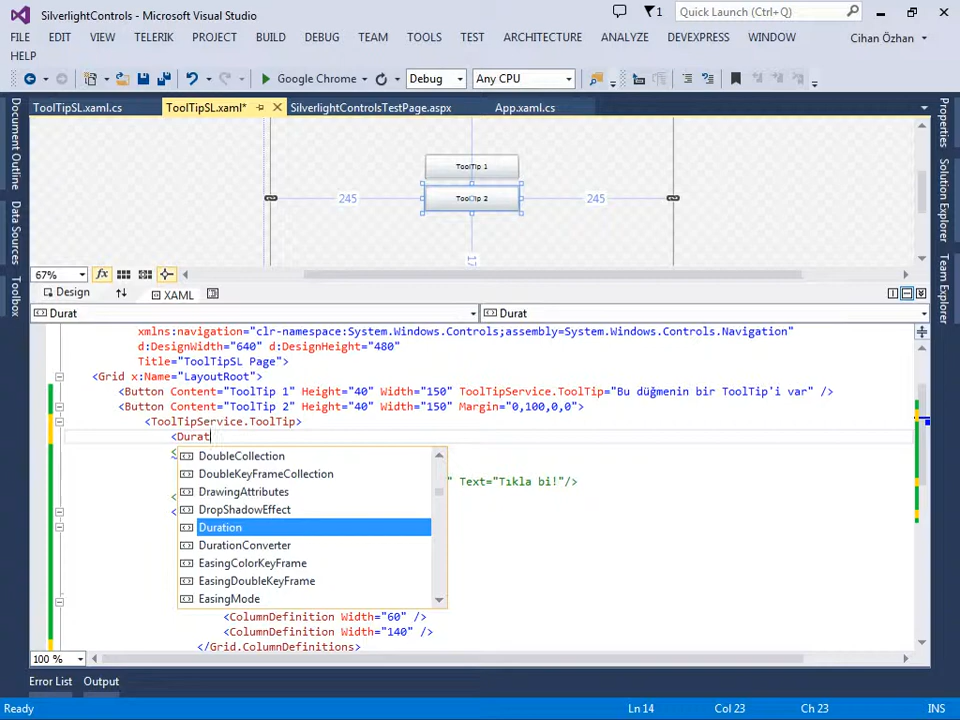 SilverlightControls - Microsoft Visual Studio
1
Quick Launch (Ctrl+Q)
FILE EDIT VIEW TELERIK PROJECT BUILD DEBUG TEAM TOOLS TEST ARCHITECTURE ANALYZE DEVEXPRESS WINDOW
Cihan Özhan
HELP
Google Chrome Debug Any CPU
ToolTipSL.xaml.cs ToolTipSL.xaml* SilverlightControlsTestPage.aspx App.xaml.cs
Document Outline
Data Sources
Toolbox
Properties
Solution Explorer
Team Explorer
ToolTip 1
245 ToolTip 2 245
67% fx
Design XAML
Durat Durat
xmlns:navigation="clr-namespace:System.Windows.Controls;assembly=System.Windows.Controls.Navigation"
d:DesignWidth="640" d:DesignHeight="480"
Title="ToolTipSL Page">
<Grid x:Name="LayoutRoot">
<Button Content="ToolTip 1" Height="40" Width="150" ToolTipService.ToolTip="Bu düğmenin bir ToolTip'i var" />
<Button Content="ToolTip 2" Height="40" Width="150" Margin="0,100,0,0">
<ToolTipService.ToolTip>
<Durat
DoubleCollection
DoubleKeyFrameCollection
" Text="Tıkla bi!"/>
DrawingAttributes
DropShadowEffect
Duration
DurationConverter
EasingColorKeyFrame
EasingDoubleKeyFrame
EasingMode
<ColumnDefinition Width="60" />
<ColumnDefinition Width="140" />
</Grid.ColumnDefinitions>
100 %
Error List Output
Ready
Ln 14 Col 23 Ch 23 INS